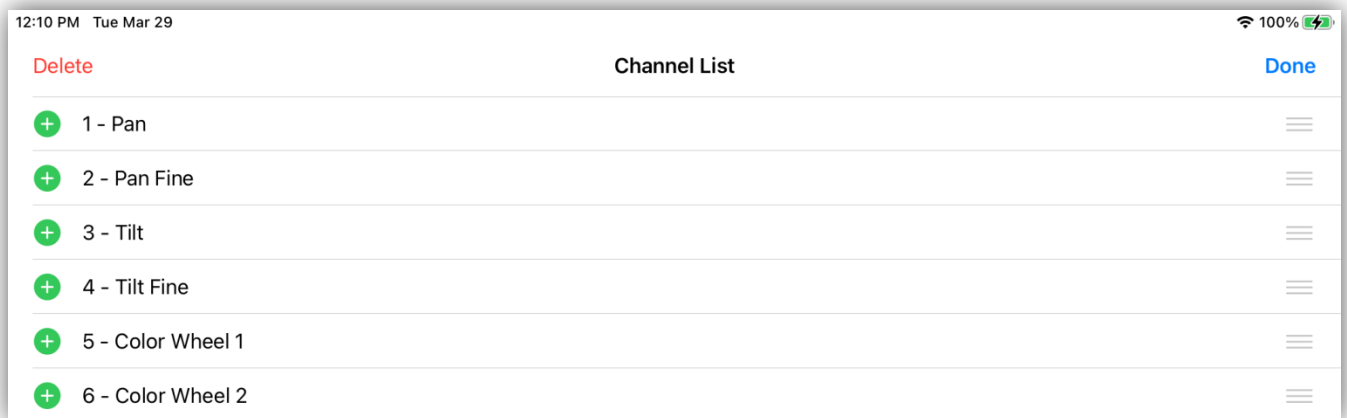 12:10 PM Tue Mar 29 100%
Delete Channel List Done
1 - Pan
2 - Pan Fine
3 - Tilt
4 - Tilt Fine
5 - Color Wheel 1
6 - Color Wheel 2